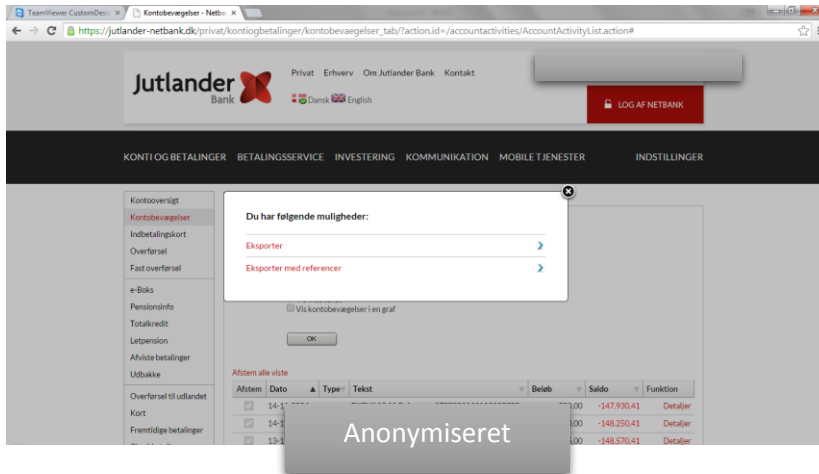 TeamViewer CustomDesi
Kontobevægelser - Netba
https://jutlander-netbank.dk/privat/kontiogbetalinger/kontobevaegelser_tab/?action.id=/accountactivities/AccountActivityList.action#
Jutlander
Bank
Privat Erhverv Om Jutlander Bank Kontakt
Dansk English
LOG AF NETBANK
KONTI OG BETALINGER BETALINGSSERVICE INVESTERING KOMMUNIKATION MOBILE TJENESTER INDSTILLINGER
Kontooversigt
Kontobevægelser
Indbetalingskort
Overførsel
Fast overførsel
e-Boks
Pensionsinfo
Totalkredit
Letpension
Afviste betalinger
Udbakke
Overførsel til udlandet
Kort
Fremtidige betalinger
Du har følgende muligheder:
Eksporter
Eksporter med referencer
Vis kontobevægelser i en graf
OK
Afstem alle viste
Afstem Dato Type Tekst Beløb Saldo Funktion
-147.930,41 Detaljer
-148.250,41 Detaljer
-148.570,41 Detaljer
Anonymiseret